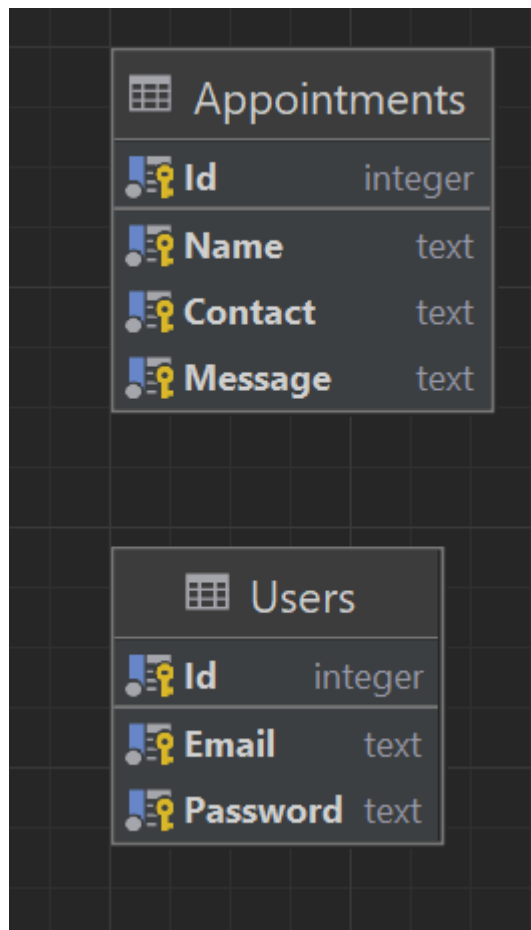 Appointments
Id integer
Name text
Contact text
Message text
Users
Id integer
Email text
Password text